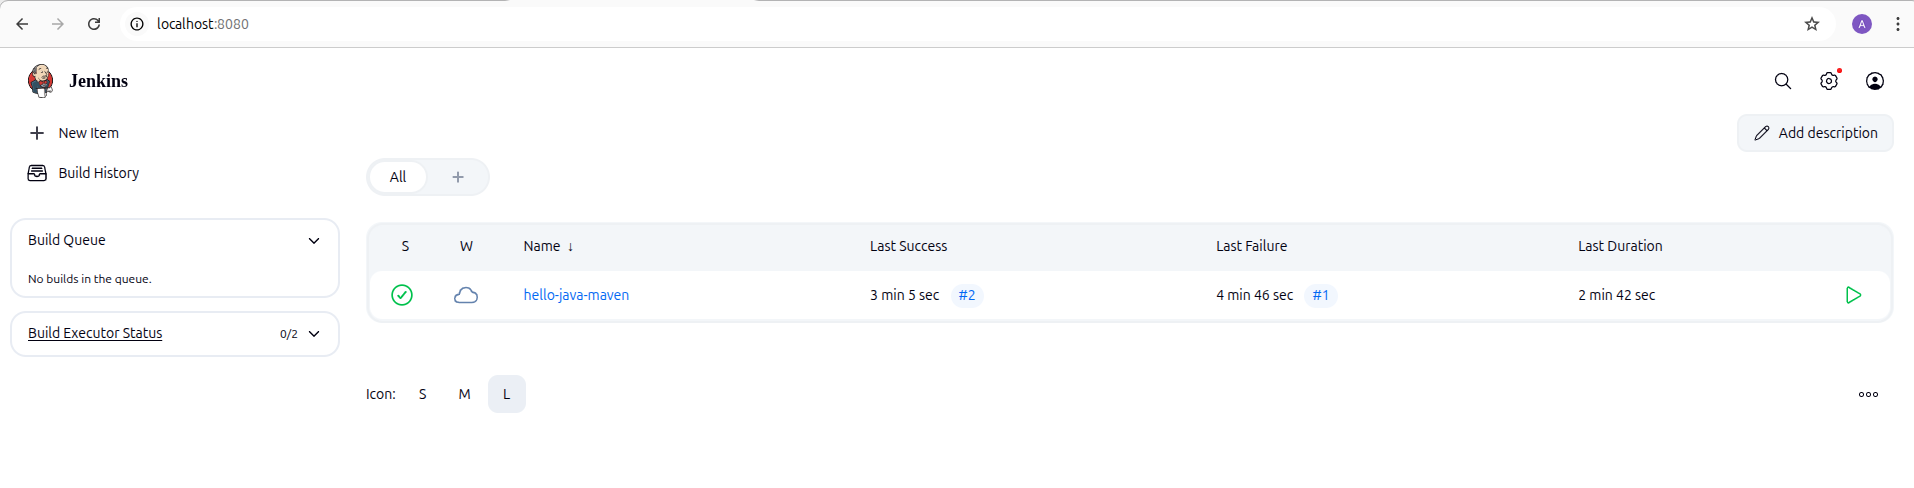 localhost:8080
A
Jenkins
New Item
Add description
Build History
All +
Build Queue
No builds in the queue.
S W Name ↓ Last Success Last Failure Last Duration
hello-java-maven 3 min 5 sec #2 4 min 46 sec #1 2 min 42 sec
Build Executor Status 0/2
Icon: S M L